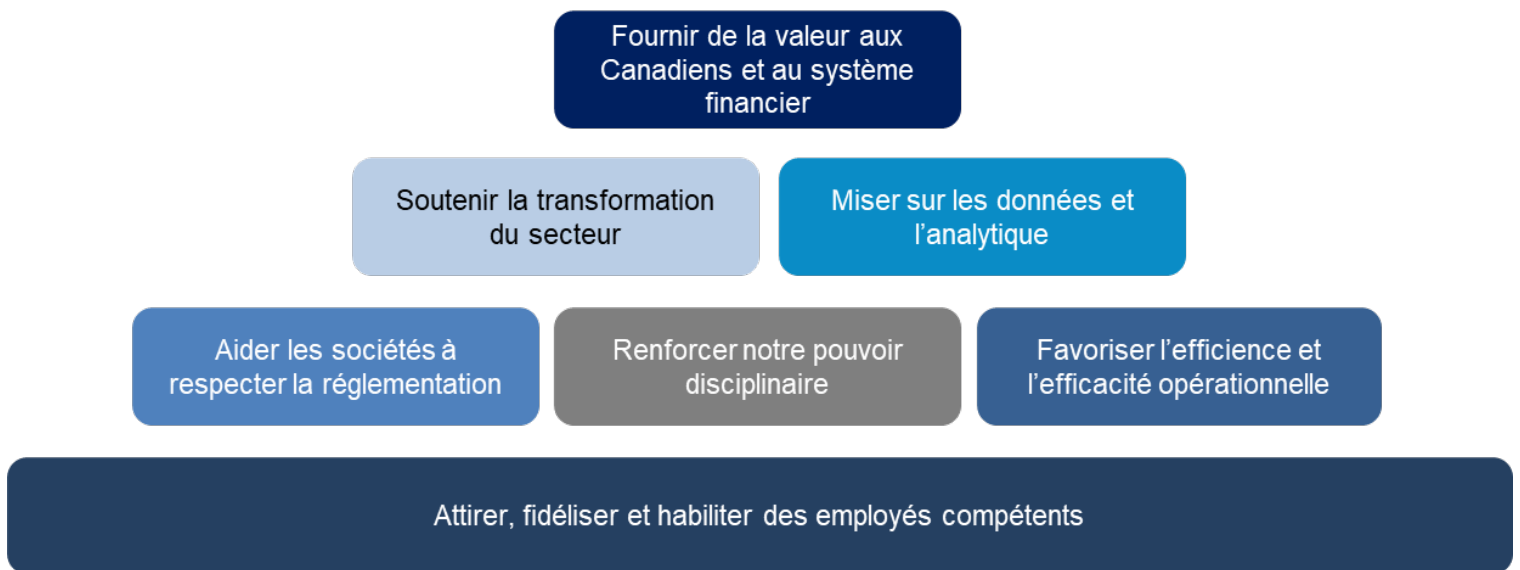 Fournir de la valeur aux
Canadiens et au système
financier
Soutenir la transformation
du secteur
Miser sur les données et
l’analytique
Aider les sociétés à
respecter la réglementation
Renforcer notre pouvoir
disciplinaire
Favoriser l’efficience et
l’efficacité opérationnelle
Attirer, fidéliser et habiliter des employés compétents